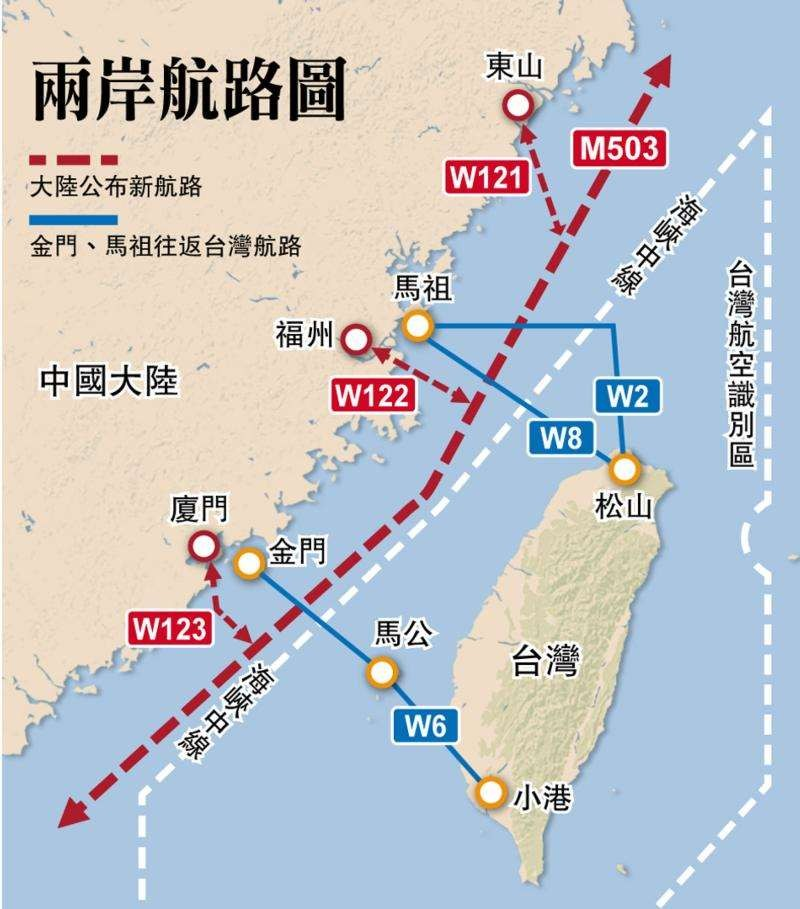 兩岸航路圖
大陸公布新航路
金門、馬祖往返台灣航路
東山
W121
M503
海峽中線
台灣航空識別區
馬祖
福州
W122
中國大陸
W2
W8
松山
廈門
金門
W123
馬公
台灣
海峽中線
W6
小港